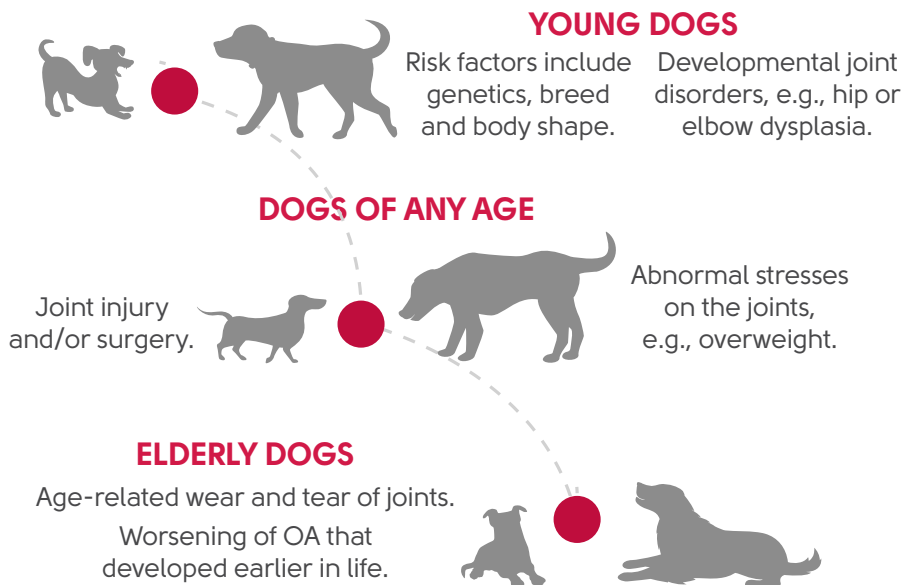 YOUNG DOGS
Risk factors include
genetics, breed
and body shape.
Developmental joint
disorders, e.g., hip or
elbow dysplasia.
DOGS OF ANY AGE
Joint injury
and/or surgery.
Abnormal stresses
on the joints,
e.g., overweight.
ELDERLY DOGS
Age-related wear and tear of joints.
Worsening of OA that
developed earlier in life.